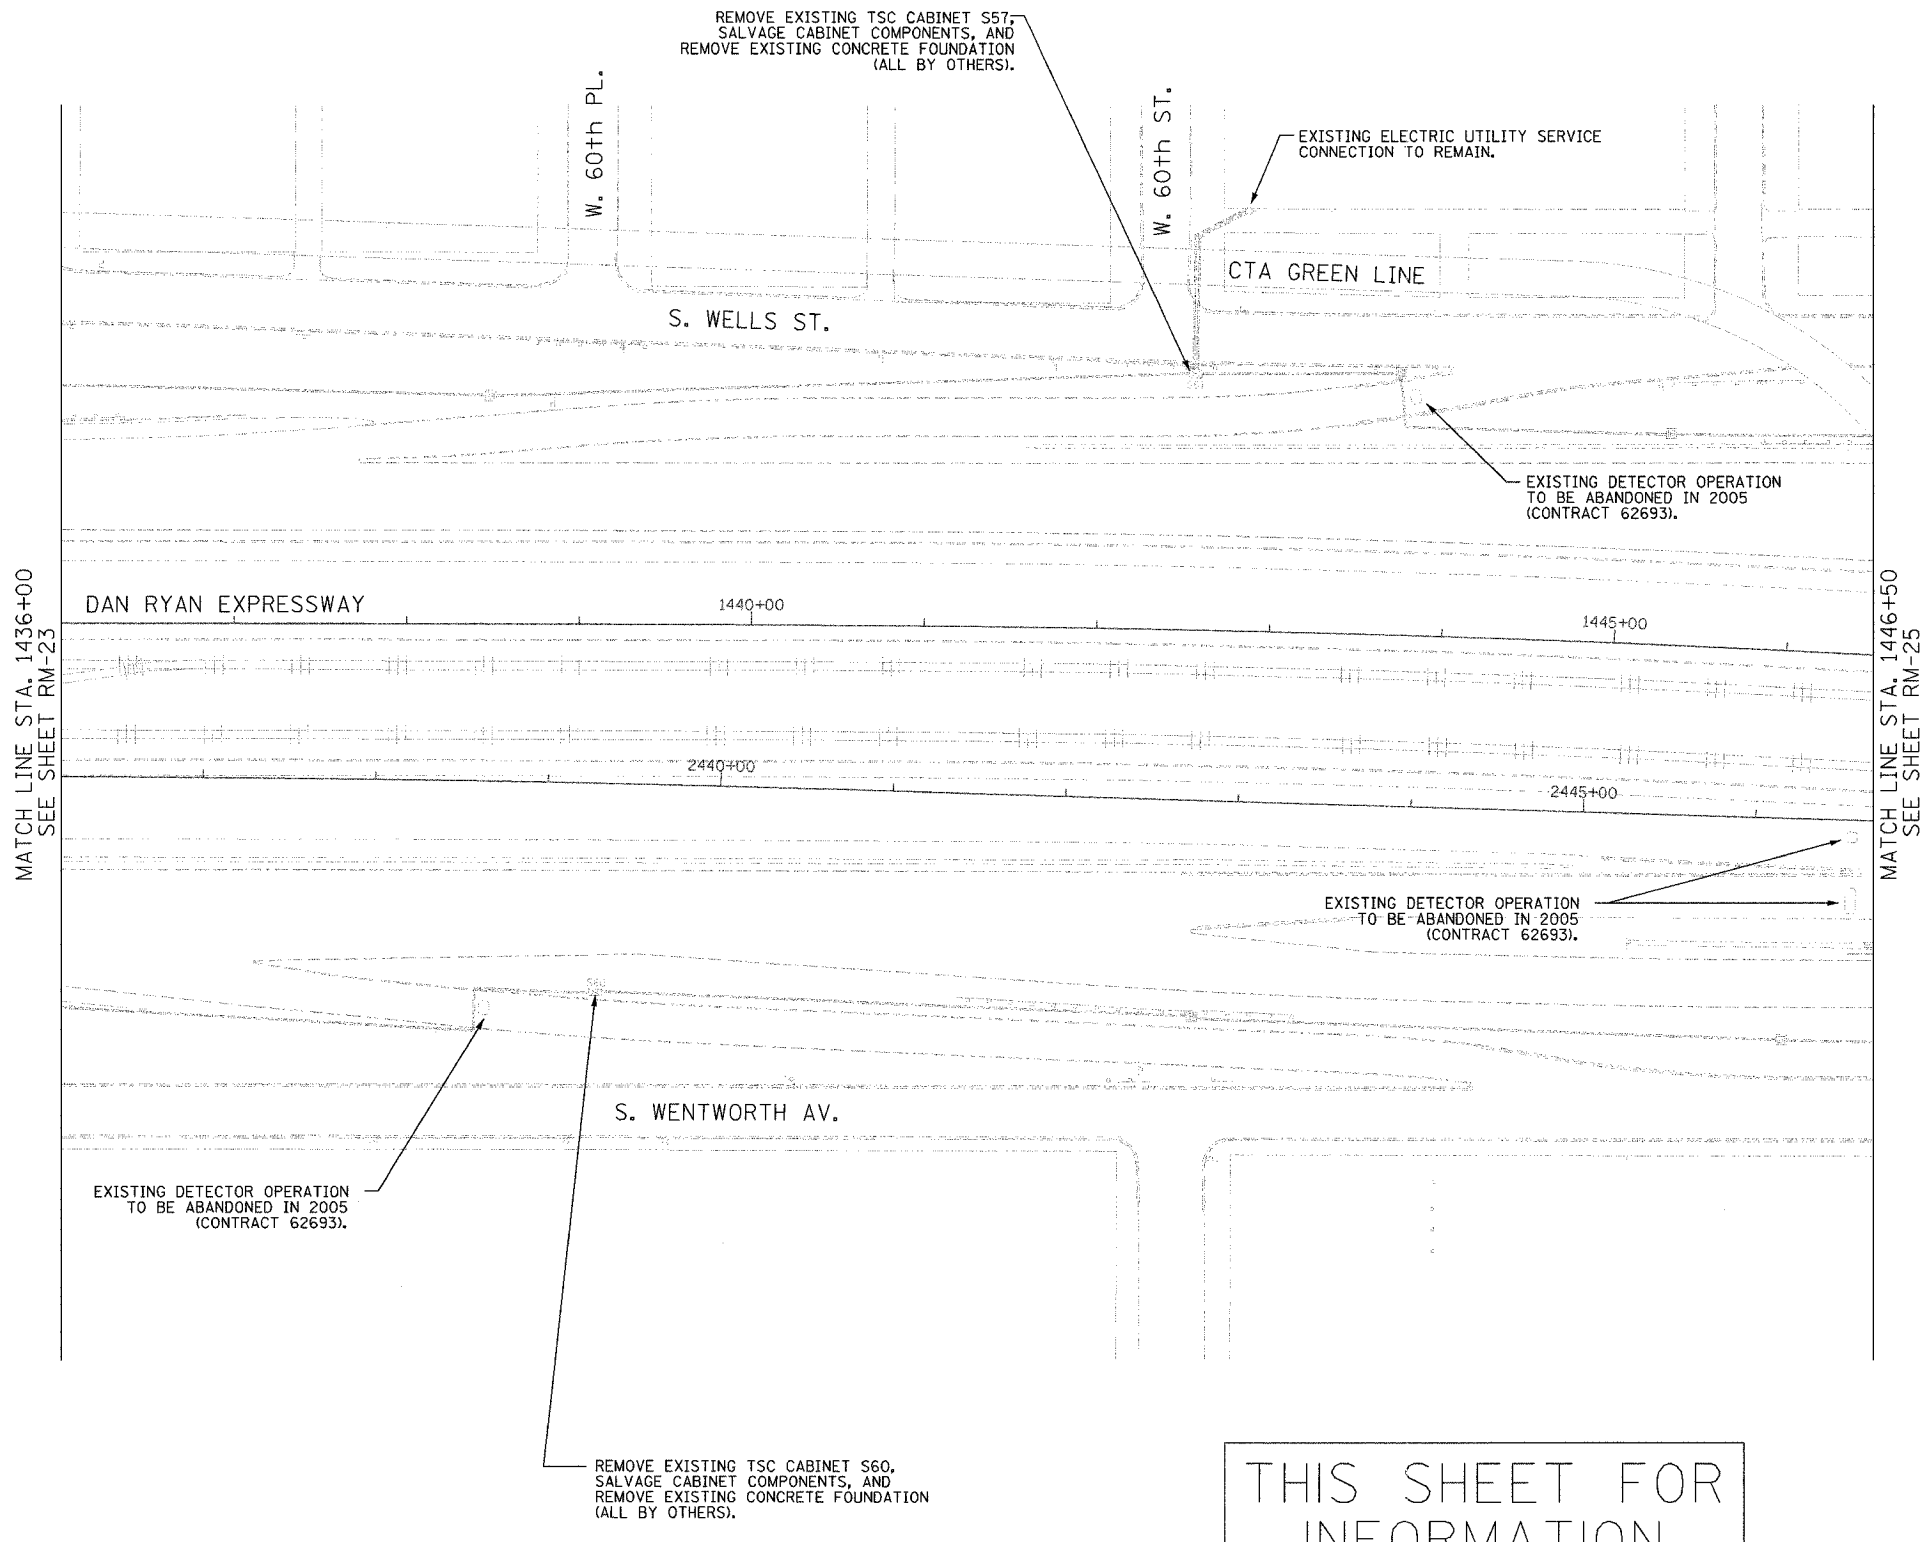 REMOVE EXISTING TSC CABINET S57,
SALVAGE CABINET COMPONENTS, AND
REMOVE EXISTING CONCRETE FOUNDATION
(ALL BY OTHERS).
W. 60th PL.
W. 60th ST.
EXISTING ELECTRIC UTILITY SERVICE
CONNECTION TO REMAIN.
CTA GREEN LINE
S. WELLS ST.
EXISTING DETECTOR OPERATION
TO BE ABANDONED IN 2005
(CONTRACT 62693).
MATCH LINE STA. 1436+00
SEE SHEET RM-23
DAN RYAN EXPRESSWAY
1440+00
1445+00
MATCH LINE STA. 1446+50
SEE SHEET RM-25
2440+00
2445+00
EXISTING DETECTOR OPERATION
TO BE ABANDONED IN 2005
(CONTRACT 62693).
S60
S. WENTWORTH AV.
EXISTING DETECTOR OPERATION
TO BE ABANDONED IN 2005
(CONTRACT 62693).
REMOVE EXISTING TSC CABINET S60,
SALVAGE CABINET COMPONENTS, AND
REMOVE EXISTING CONCRETE FOUNDATION
(ALL BY OTHERS).
THIS SHEET FOR
INFORMATION